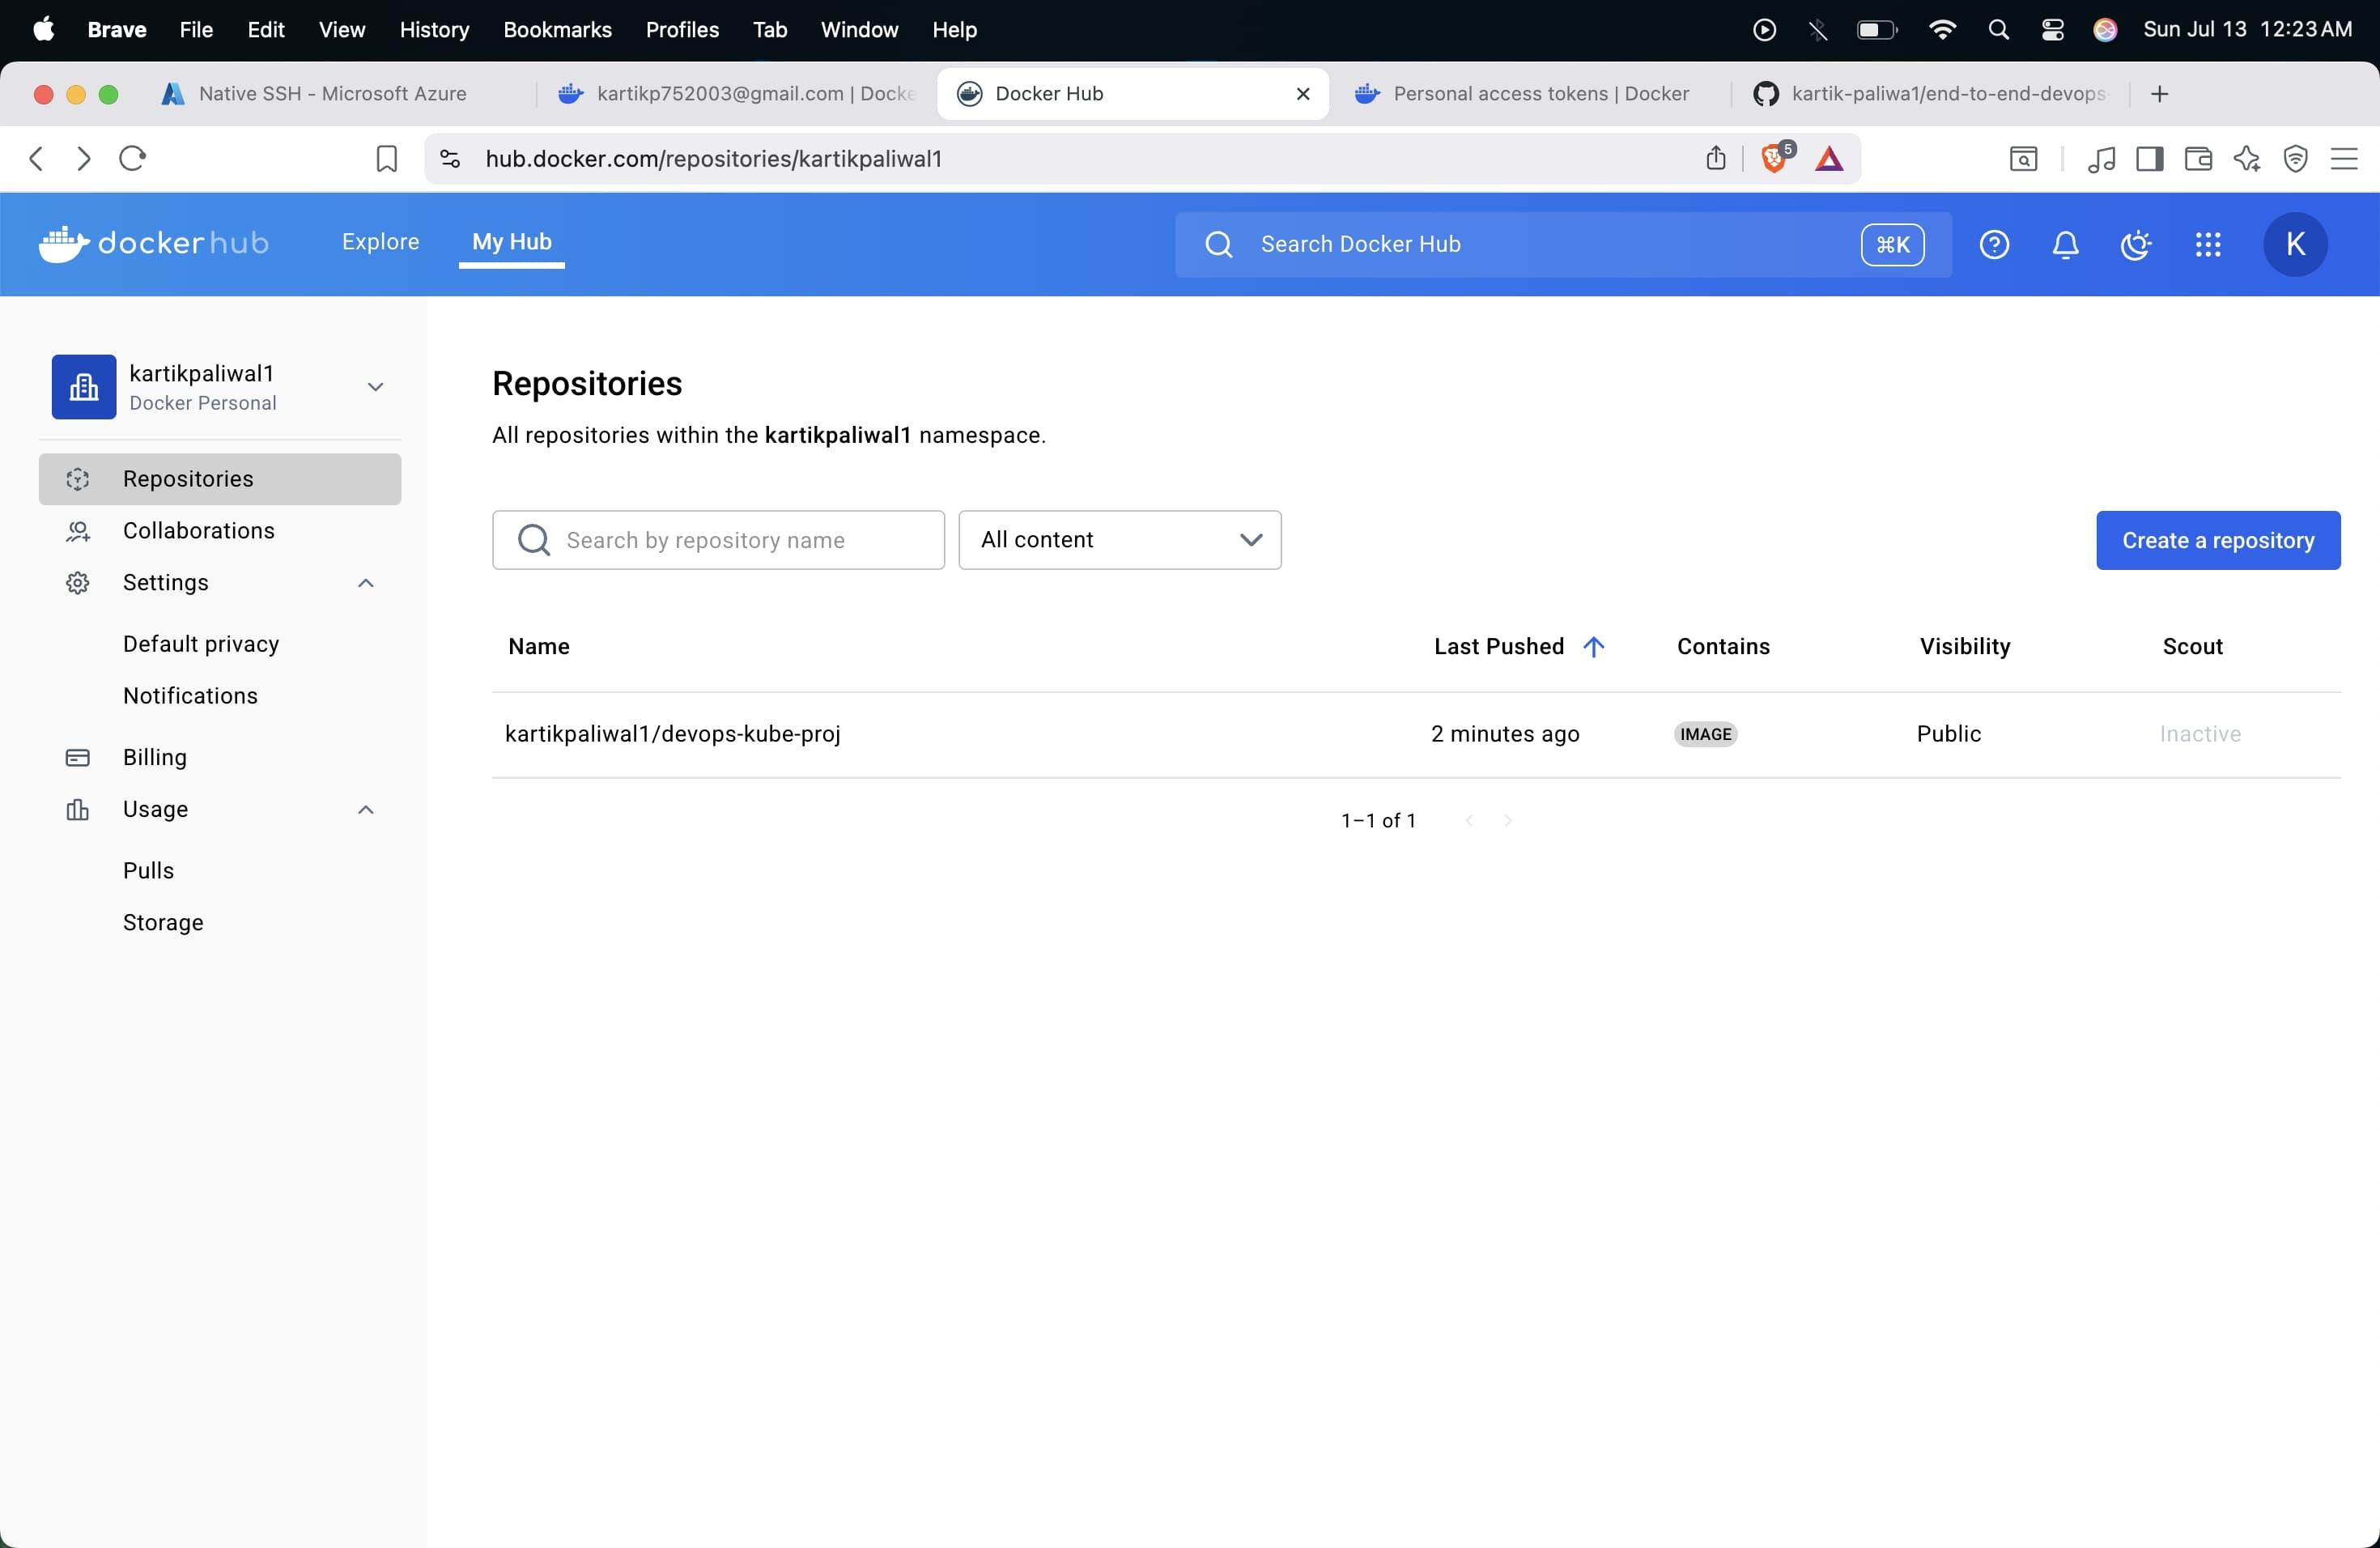 Brave File Edit View History Bookmarks Profiles Tab Window Help Sun Jul 13 12:23 AM
Native SSH - Microsoft Azure kartikp752003@gmail.com | Docke Docker Hub Personal access tokens | Docker kartik-paliwa1/end-to-end-devops-
hub.docker.com/repositories/kartikpaliwal1 5
dockerhub Explore My Hub Search Docker Hub ⌘K K
kartikpaliwal1
Docker Personal
Repositories
Collaborations
Settings
Default privacy
Notifications
Billing
Usage
Pulls
Storage
Repositories
All repositories within the kartikpaliwal1 namespace.
Search by repository name All content Create a repository
Name Last Pushed Contains Visibility Scout
kartikpaliwal1/devops-kube-proj 2 minutes ago IMAGE Public Inactive
1–1 of 1